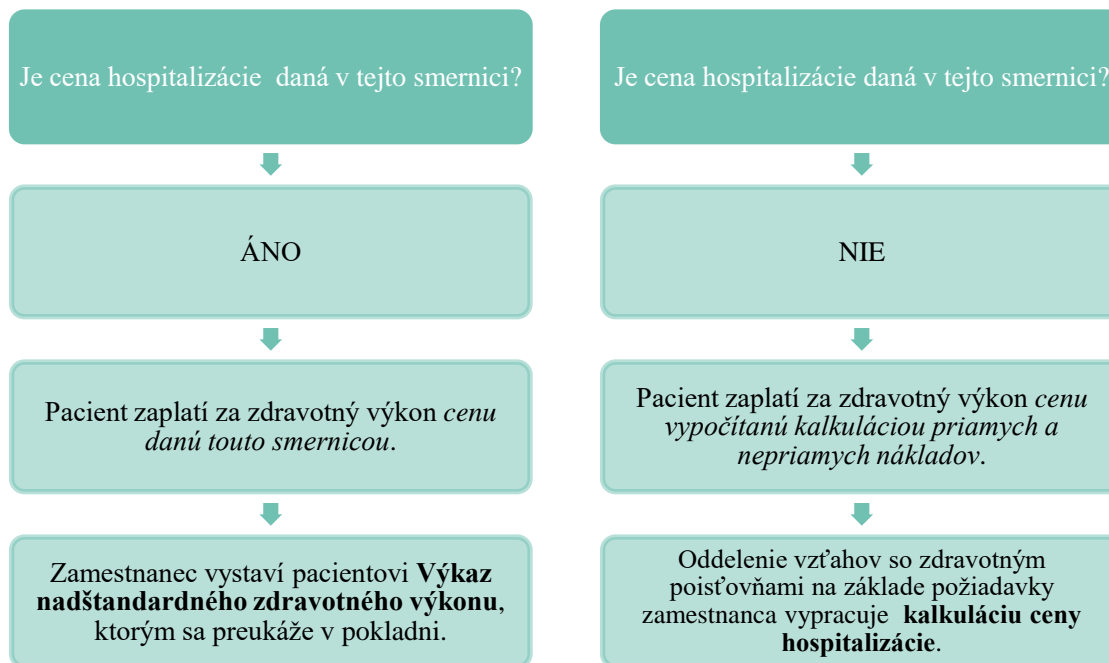 Je cena hospitalizácie  daná v tejto smernici?
ÁNO
Pacient zaplatí za zdravotný výkon cenu
danú touto smernicou.
Zamestnanec vystaví pacientovi Výkaz
nadštandardného zdravotného výkonu,
ktorým sa preukáže v pokladni.
Je cena hospitalizácie daná v tejto smernici?
NIE
Pacient zaplatí za zdravotný výkon cenu
vypočítanú kalkuláciou priamych a
nepriamych nákladov.
Oddelenie vzťahov so zdravotným
poisťovňami na základe požiadavky
zamestnanca vypracuje  kalkuláciu ceny
hospitalizácie.